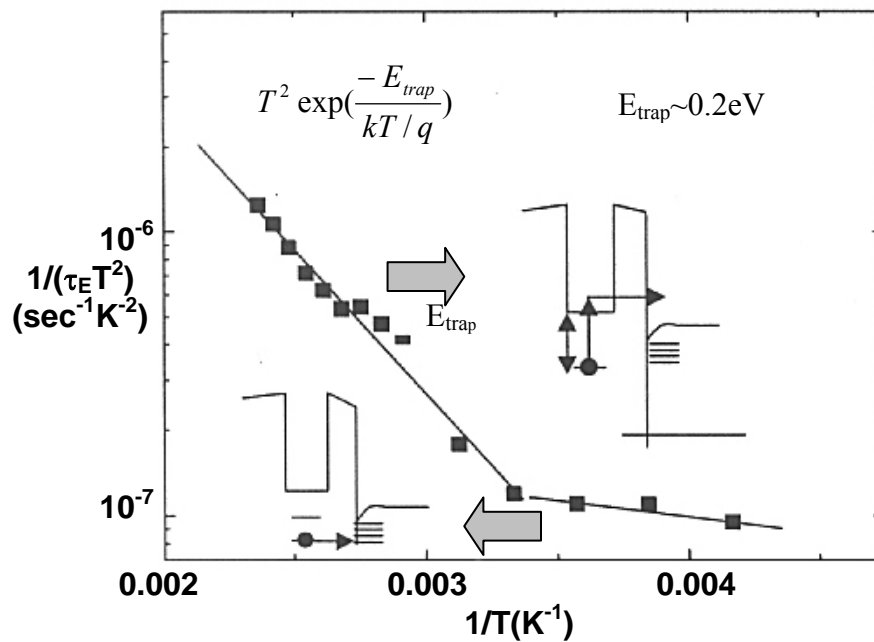 T² exp(−E_trap / kT/q)
E_trap~0.2eV
10⁻⁶
1/(τ_E T²)
(sec⁻¹K⁻²)
E_trap
10⁻⁷
0.002 0.003 0.004
1/T(K⁻¹)